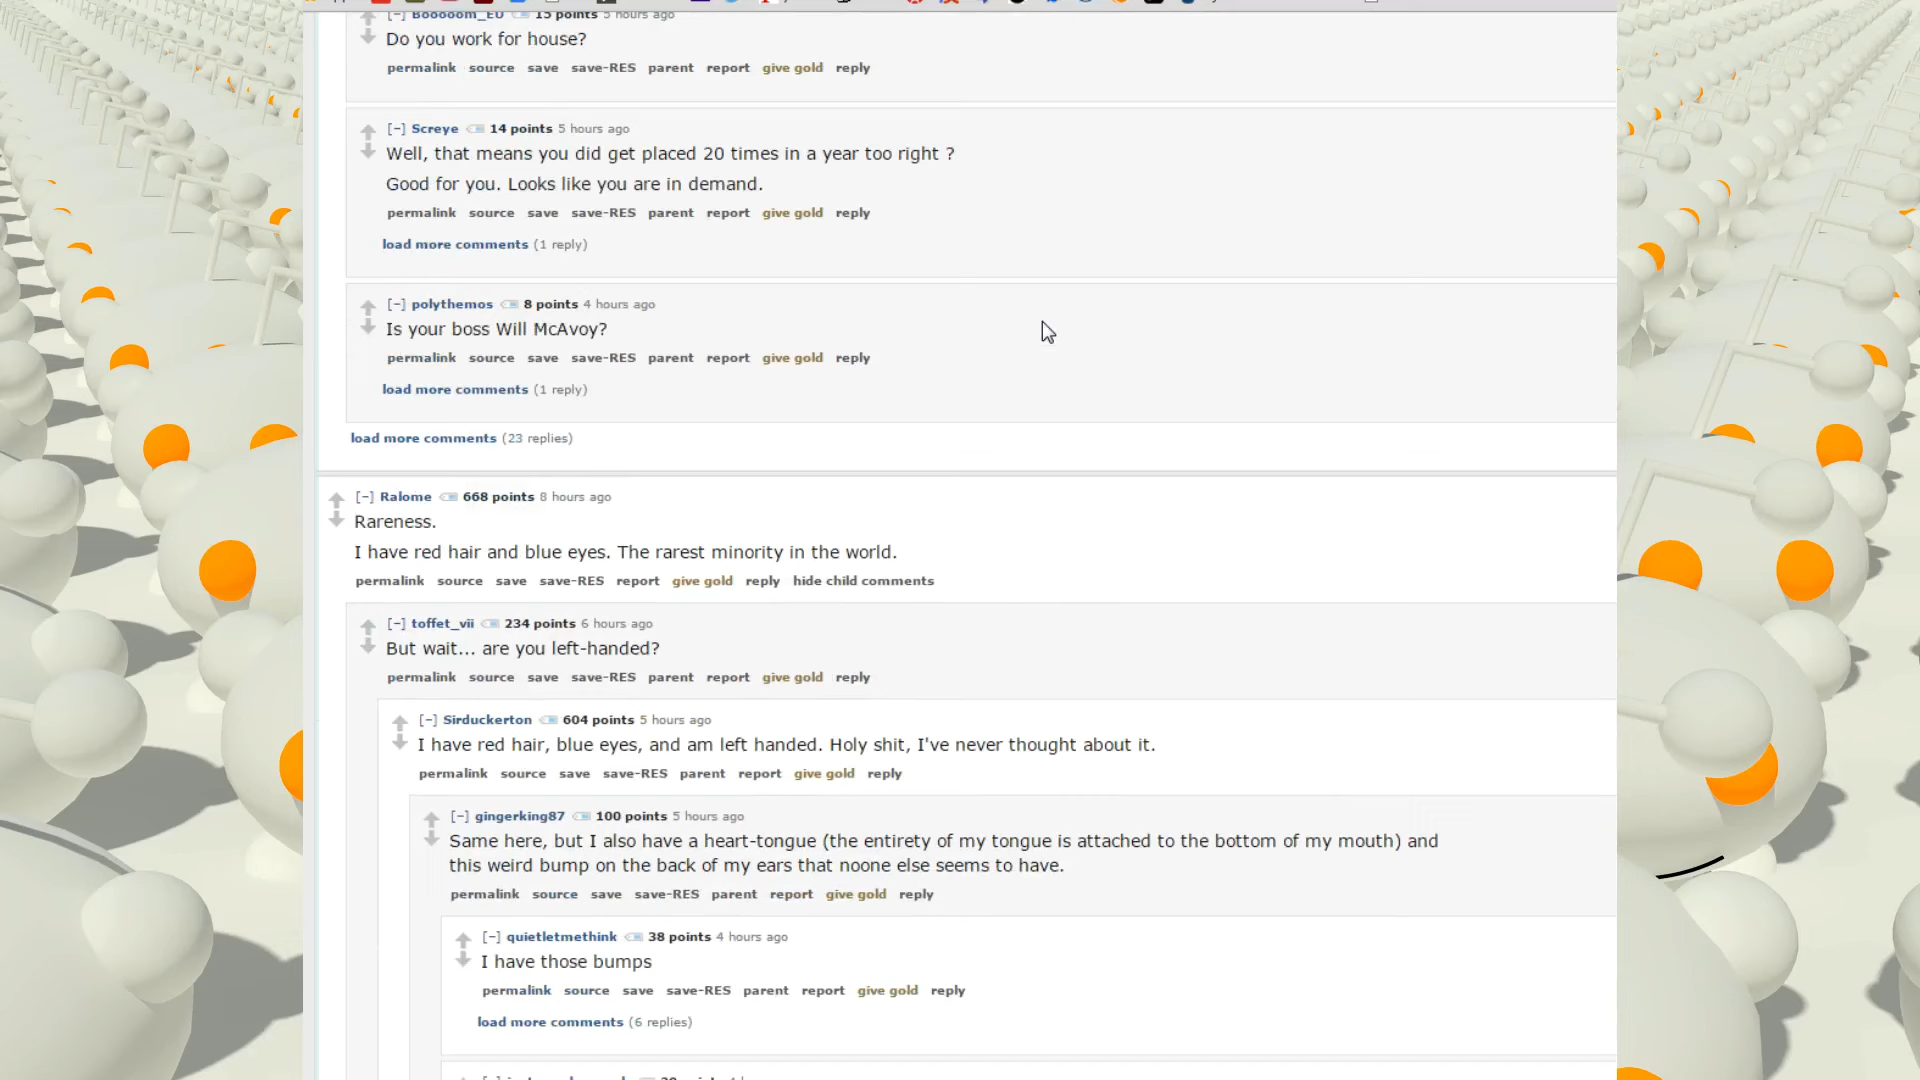 [–] Booooom_EU 15 points 5 hours ago
Do you work for house?
permalink source save save-RES parent report give gold reply
[–] Screye 14 points 5 hours ago
Well, that means you did get placed 20 times in a year too right ?
Good for you. Looks like you are in demand.
permalink source save save-RES parent report give gold reply
load more comments (1 reply)
[–] polythemos 8 points 4 hours ago
Is your boss Will McAvoy?
permalink source save save-RES parent report give gold reply
load more comments (1 reply)
load more comments (23 replies)
[–] Ralome 668 points 8 hours ago
Rareness.
I have red hair and blue eyes. The rarest minority in the world.
permalink source save save-RES report give gold reply hide child comments
[–] toffet_vii 234 points 6 hours ago
But wait... are you left-handed?
permalink source save save-RES parent report give gold reply
[–] Sirduckerton 604 points 5 hours ago
I have red hair, blue eyes, and am left handed. Holy shit, I've never thought about it.
permalink source save save-RES parent report give gold reply
[–] gingerking87 100 points 5 hours ago
Same here, but I also have a heart-tongue (the entirety of my tongue is attached to the bottom of my mouth) and
this weird bump on the back of my ears that noone else seems to have.
permalink source save save-RES parent report give gold reply
[–] quietletmethink 38 points 4 hours ago
I have those bumps
permalink source save save-RES parent report give gold reply
load more comments (6 replies)